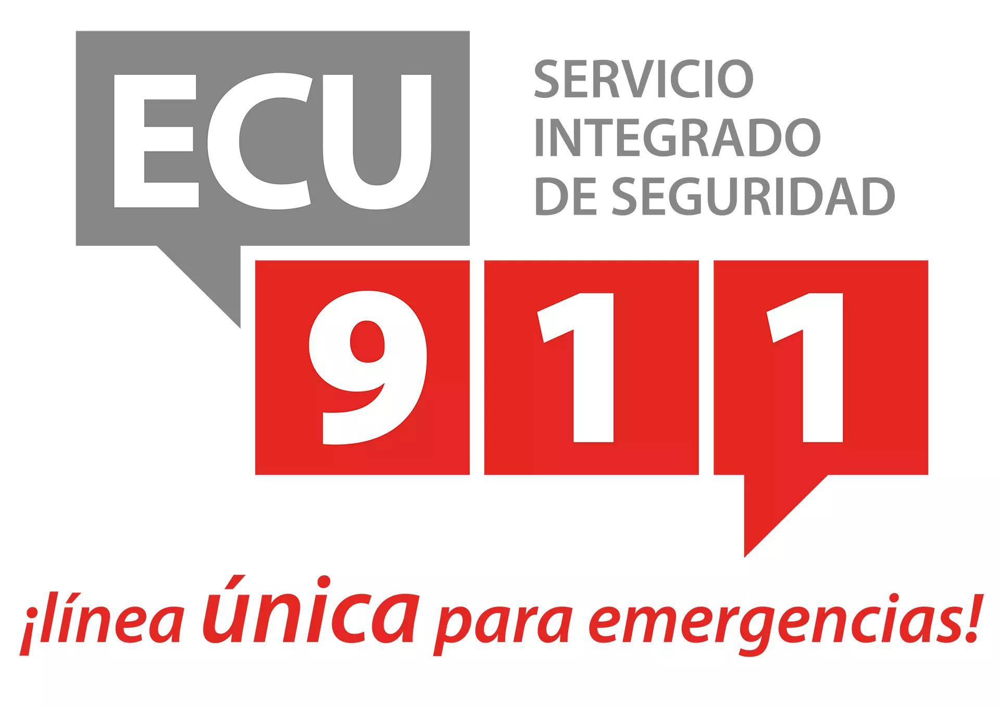 ECU
SERVICIO
INTEGRADO
DE SEGURIDAD
911
¡línea única para emergencias!